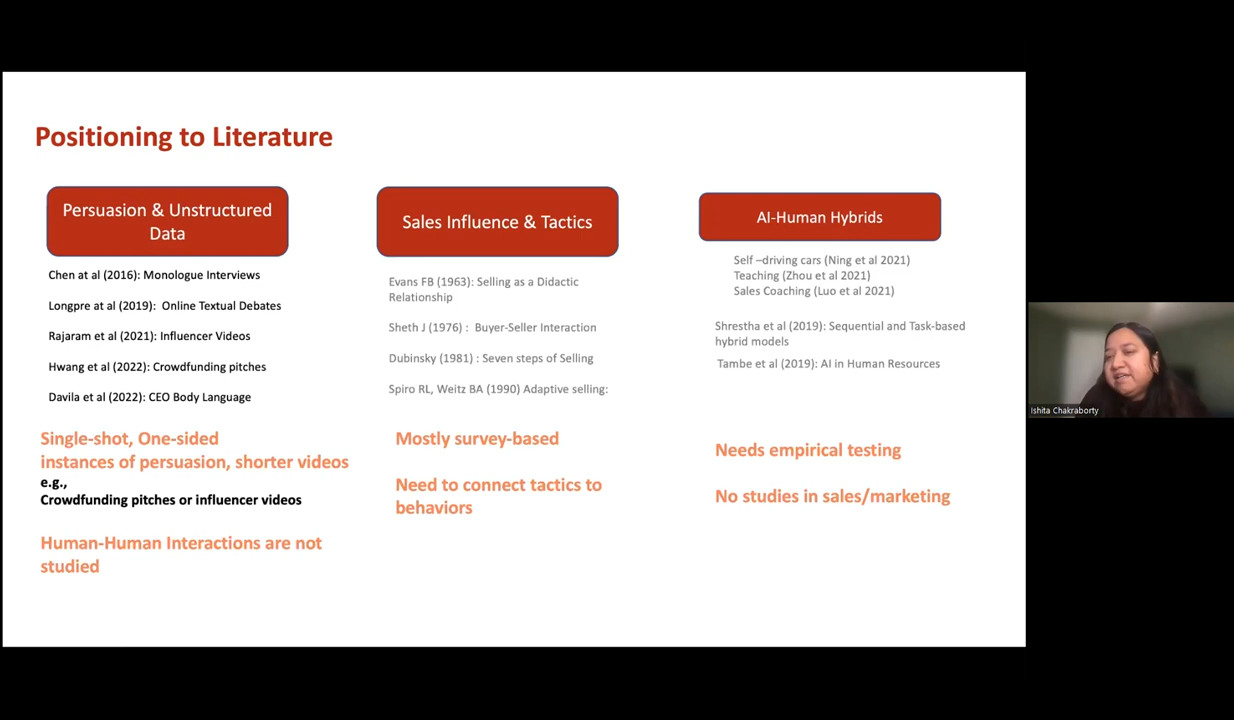 Positioning to Literature
Persuasion & Unstructured
Data
Chen at al (2016): Monologue Interviews
Longpre at al (2019):  Online Textual Debates
Rajaram et al (2021): Influencer Videos
Hwang et al (2022): Crowdfunding pitches
Davila et al (2022): CEO Body Language
Single-shot, One-sided
instances of persuasion, shorter videos
e.g.,
Crowdfunding pitches or influencer videos
Human-Human Interactions are not
studied
Sales Influence & Tactics
Evans FB (1963): Selling as a Didactic
Relationship
Sheth J (1976) :  Buyer-Seller Interaction
Dubinsky (1981) : Seven steps of Selling
Spiro RL, Weitz BA (1990) Adaptive selling:
Mostly survey-based
Need to connect tactics to
behaviors
AI-Human Hybrids
Self –driving cars (Ning et al 2021)
Teaching (Zhou et al 2021)
Sales Coaching (Luo et al 2021)
Shrestha et al (2019): Sequential and Task-based
hybrid models
Tambe et al (2019): AI in Human Resources
Needs empirical testing
No studies in sales/marketing
Ishita Chakraborty